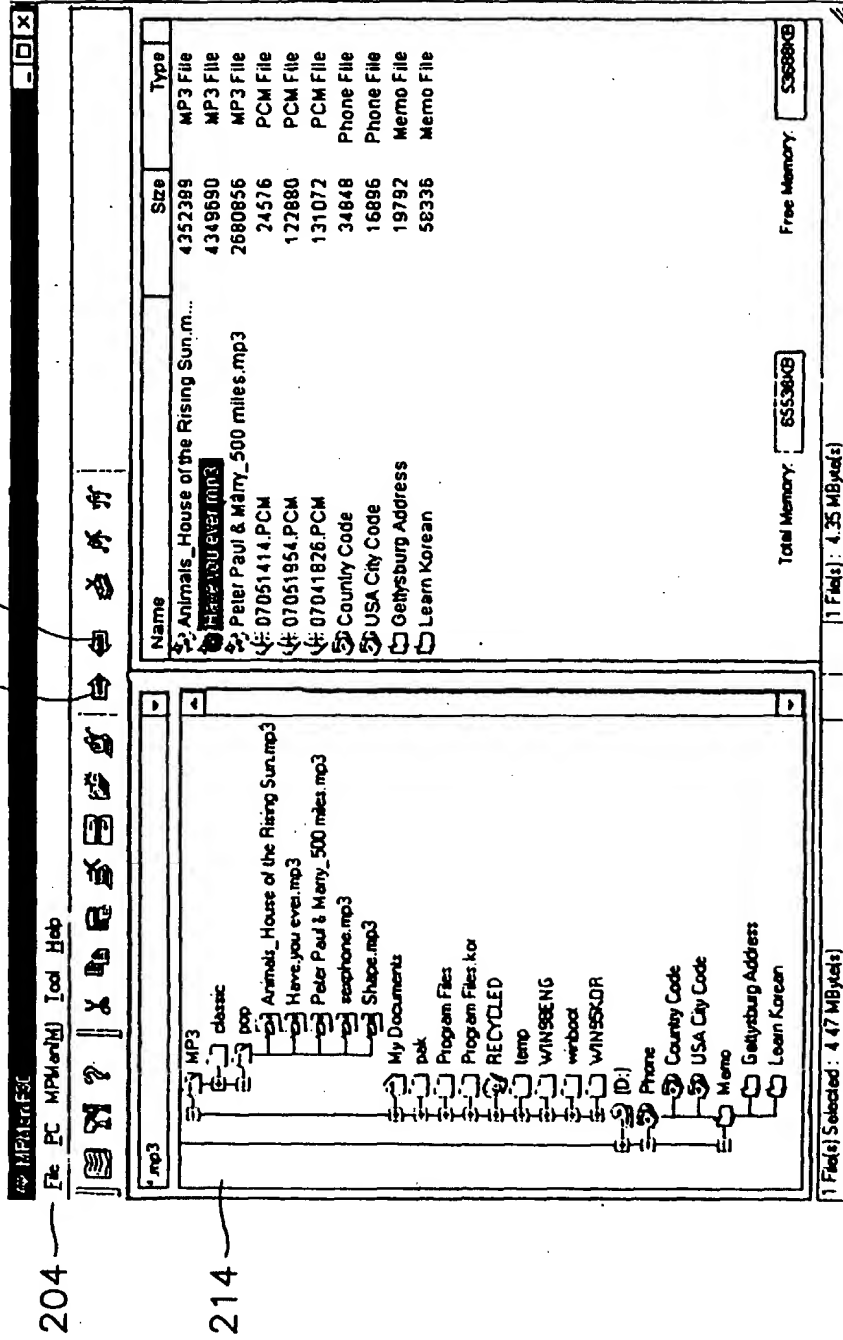 204
File PC MPMan[M] Tool Help
*.mp3
214
MP3
classic
pop
Animals_House of the Rising Sun.mp3
Have.you ever.mp3
Peter Paul & Marry_500 miles.mp3
saxphone.mp3
Shape.mp3
My Documents
pak
Program Files
Program Files.kor
RECYCLED
temp
WIN98ENG
winboot
WIN95KOR
[D:]
Phone
Country Code
USA City Code
Memo
Gettysburg Address
Learn Korean
1 File(s) Selected : 4.47 MByte(s)
Name Size Type
Animals_House of the Rising Sun.m... 4352389 MP3 File
Have you ever.mp3 4349690 MP3 File
Peter Paul & Marry_500 miles.mp3 2680856 MP3 File
07051414.PCM 24576 PCM File
07051954.PCM 122880 PCM File
07041826.PCM 131072 PCM File
Country Code 34848 Phone File
USA City Code 16896 Phone File
Gettysburg Address 19792 Memo File
Learn Korean 58336 Memo File
Total Memory: 65536KB Free Memory: 53688KB
1 File(s) : 4.35 MByte(s)